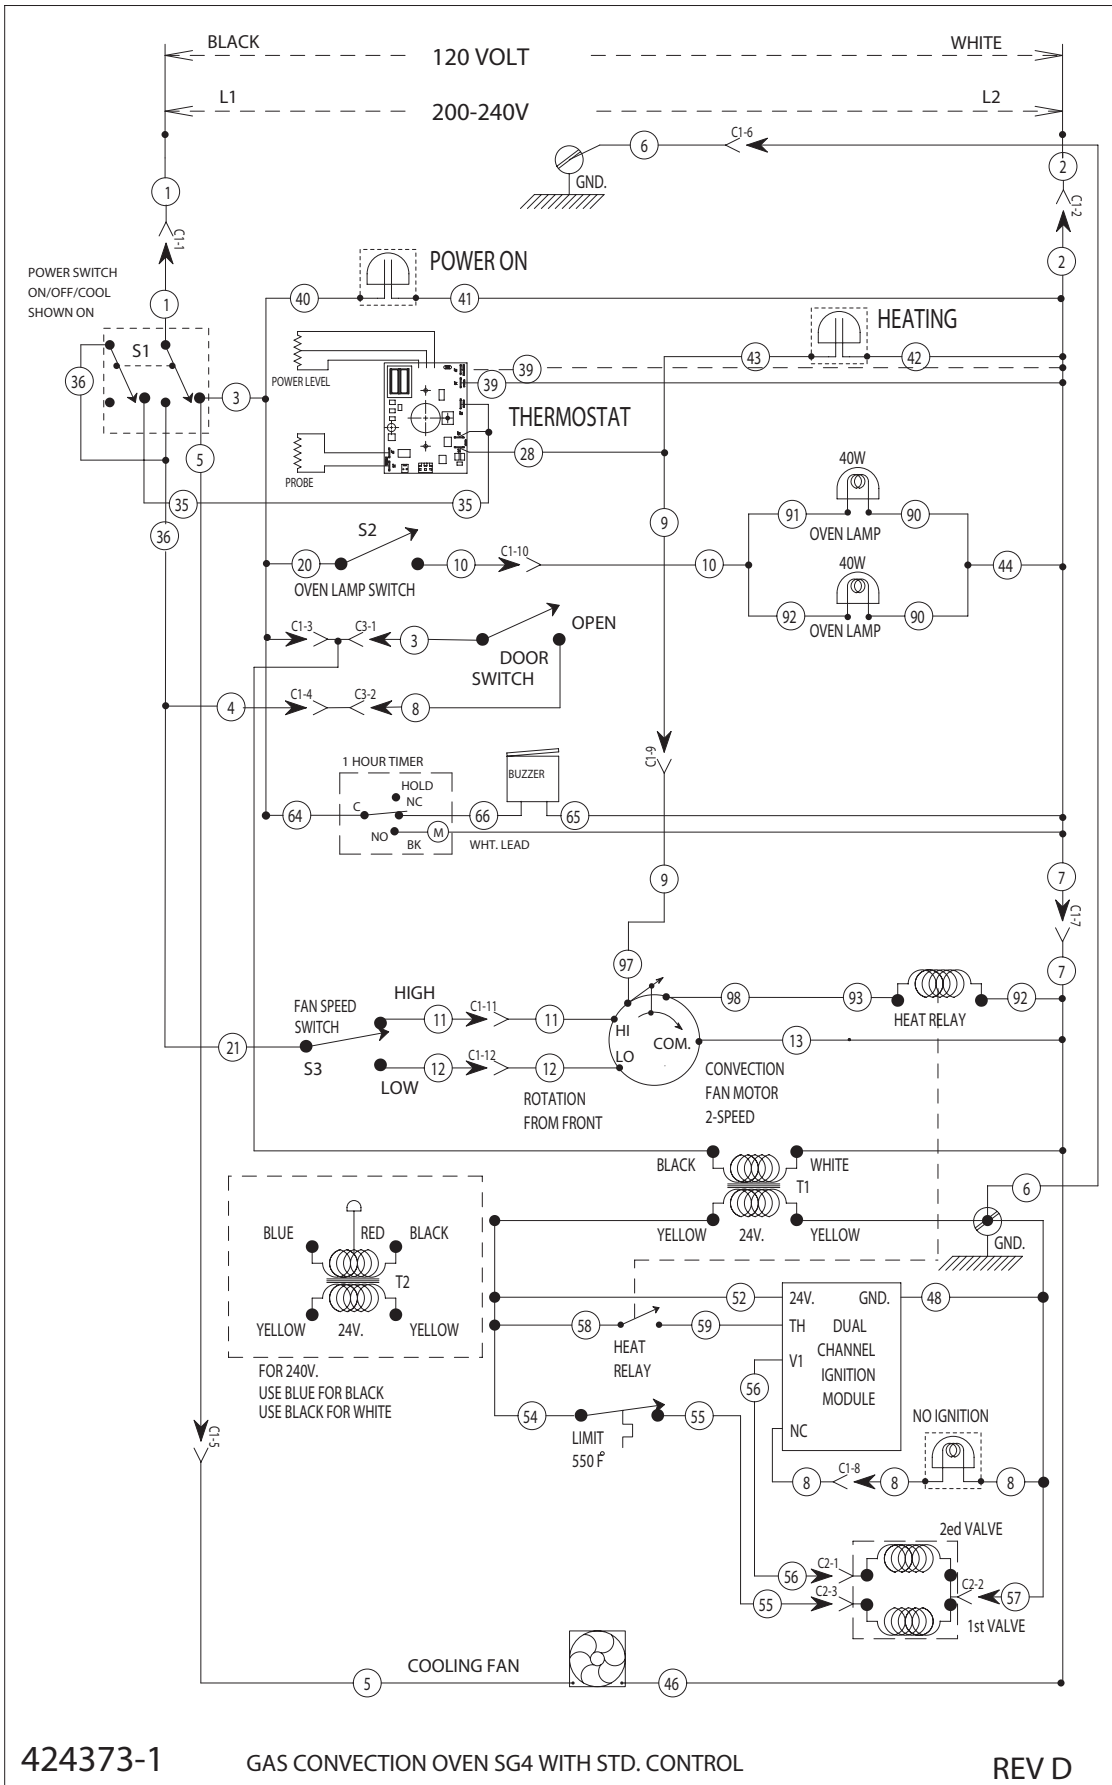 BLACK
120 VOLT
WHITE
L1
200-240V
L2
6
C1-6
GND.
1
2
C1-1
C1-2
POWER SWITCH
ON/OFF/COOL
SHOWN ON
1
2
POWER ON
40
41
HEATING
S1
43
42
36
3
POWER LEVEL
39
39
THERMOSTAT
5
28
PROBE
35
35
36
9
40W
91
90
OVEN LAMP
S2
20
10
C1-10
10
44
OVEN LAMP SWITCH
40W
92
90
OVEN LAMP
C1-3
C3-1
3
OPEN
DOOR
SWITCH
C1-4
C3-2
4
8
C1-9
1 HOUR TIMER
HOLD
NC
C
BUZZER
64
66
65
NO
BK
M
WHT. LEAD
9
7
C1-7
97
7
FAN SPEED
SWITCH
HIGH
C1-11
11
11
98
93
92
HEAT RELAY
21
S3
HI
LO
COM.
13
LOW
12
C1-12
12
ROTATION
FROM FRONT
CONVECTION
FAN MOTOR
2-SPEED
BLACK
WHITE
T1
6
YELLOW
24V.
YELLOW
GND.
BLUE
RED
BLACK
T2
YELLOW
24V.
YELLOW
FOR 240V.
USE BLUE FOR BLACK
USE BLACK FOR WHITE
52
24V.
GND.
48
58
59
TH
DUAL
CHANNEL
IGNITION
MODULE
HEAT
RELAY
V1
56
54
55
NC
LIMIT
550 F°
NO IGNITION
C1-5
8
C1-8
8
8
2ed VALVE
56
C2-1
C2-2
57
55
C2-3
1st VALVE
COOLING FAN
5
46
424373-1
GAS CONVECTION OVEN SG4 WITH STD. CONTROL
REV D